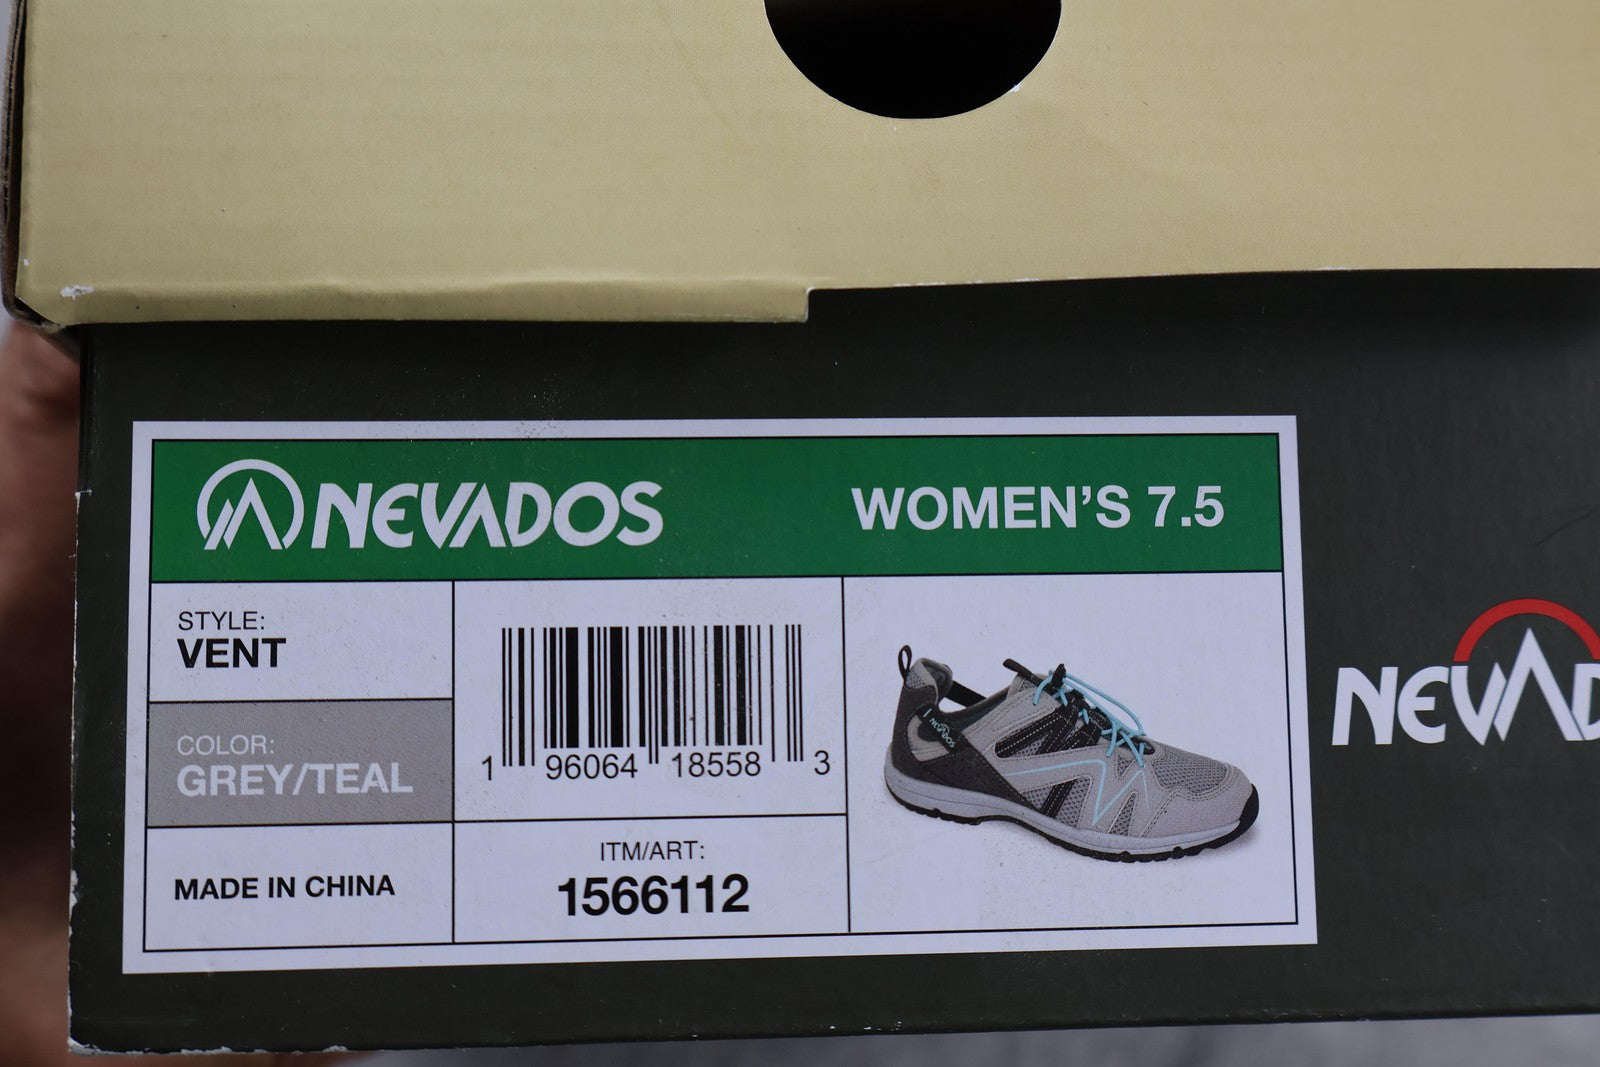 NEVADOS
WOMEN'S 7.5
STYLE:
VENT
COLOR:
GREY/TEAL
MADE IN CHINA
1 96064 18558 3
ITM/ART:
1566112
NEVADOS
NEVAD